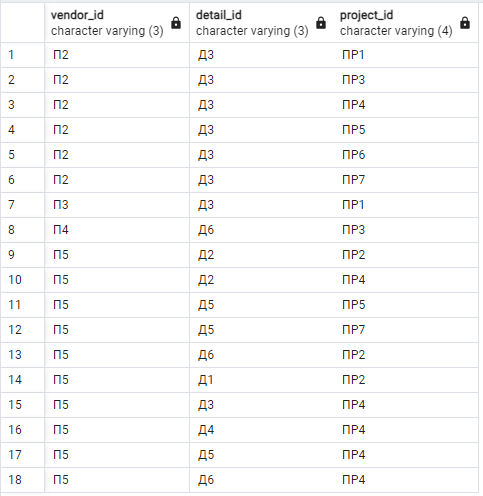 vendor_id detail_id project_id
character varying (3) character varying (3) character varying (4)
1 П2 Д3 ПР1
2 П2 Д3 ПР3
3 П2 Д3 ПР4
4 П2 Д3 ПР5
5 П2 Д3 ПР6
6 П2 Д3 ПР7
7 П3 Д3 ПР1
8 П4 Д6 ПР3
9 П5 Д2 ПР2
10 П5 Д2 ПР4
11 П5 Д5 ПР5
12 П5 Д5 ПР7
13 П5 Д6 ПР2
14 П5 Д1 ПР2
15 П5 Д3 ПР4
16 П5 Д4 ПР4
17 П5 Д5 ПР4
18 П5 Д6 ПР4